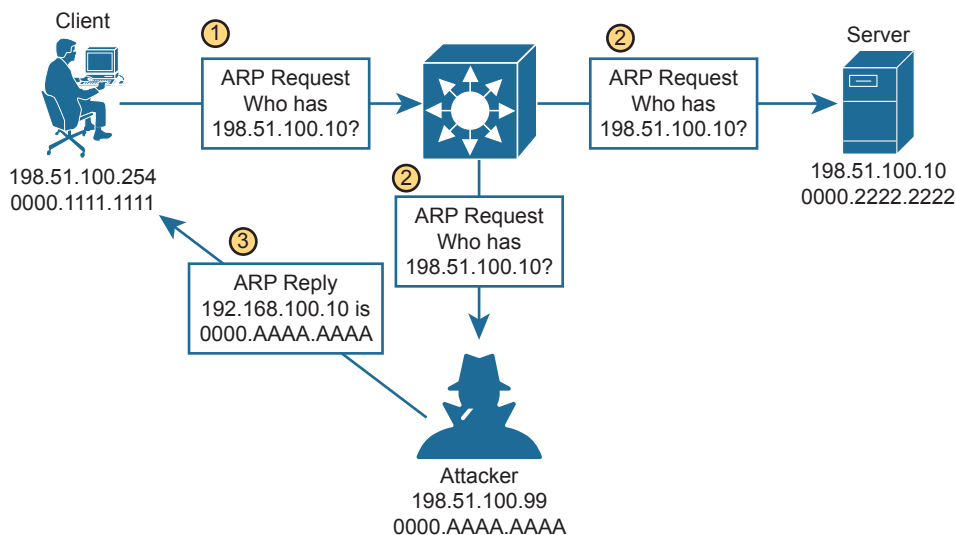 Client
198.51.100.254
0000.1111.1111
1
ARP Request
Who has
198.51.100.10?
2
ARP Request
Who has
198.51.100.10?
Server
198.51.100.10
0000.2222.2222
2
ARP Request
Who has
198.51.100.10?
3
ARP Reply
192.168.100.10 is
0000.AAAA.AAAA
Attacker
198.51.100.99
0000.AAAA.AAAA